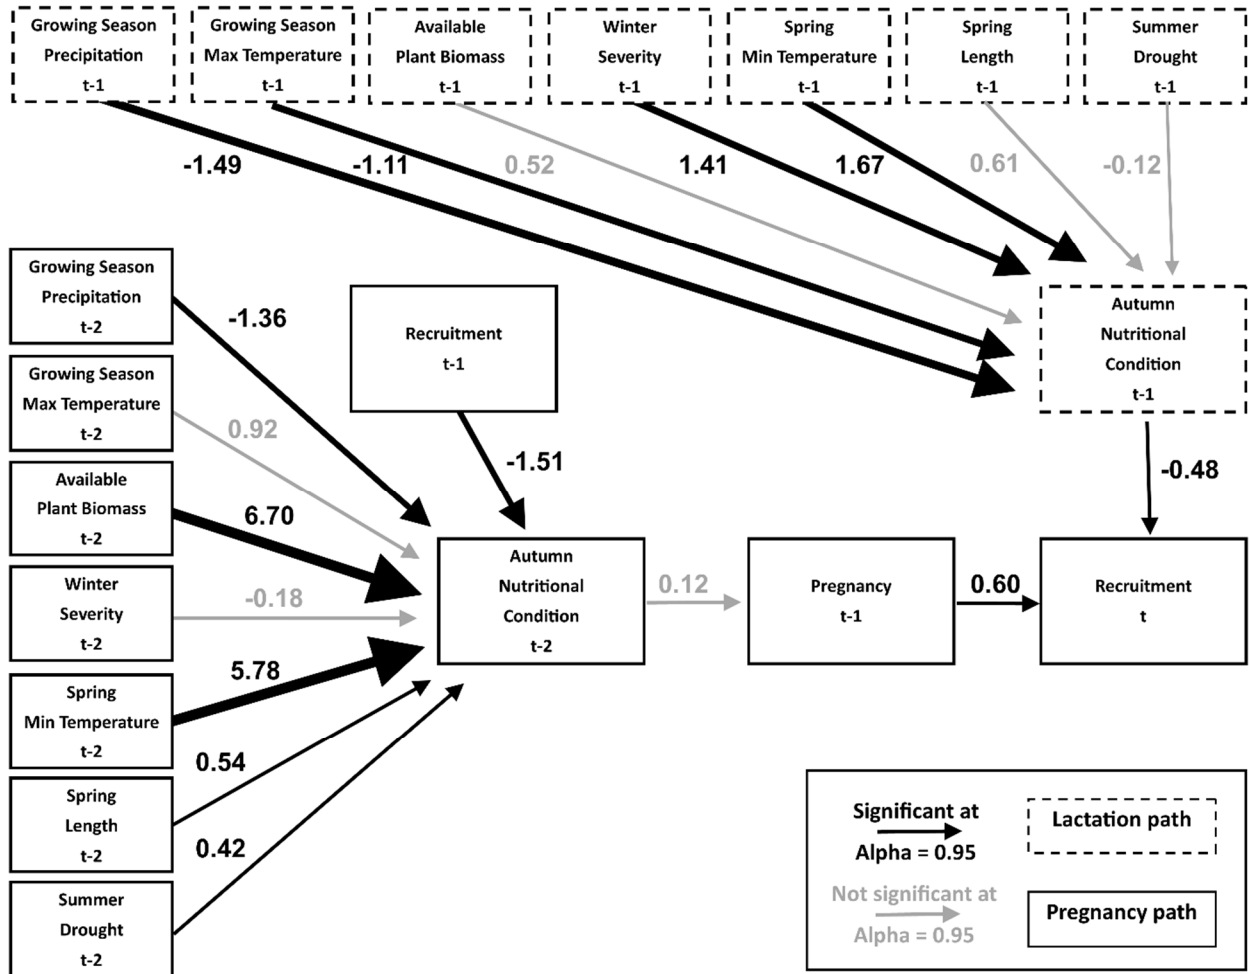 Growing Season
Precipitation
t-1
Growing Season
Max Temperature
t-1
Available
Plant Biomass
t-1
Winter
Severity
t-1
Spring
Min Temperature
t-1
Spring
Length
t-1
Summer
Drought
t-1
-1.49
-1.11
0.52
1.41
1.67
0.61
-0.12
Growing Season
Precipitation
t-2
Growing Season
Max Temperature
t-2
Available
Plant Biomass
t-2
Winter
Severity
t-2
Spring
Min Temperature
t-2
Spring
Length
t-2
Summer
Drought
t-2
-1.36
0.92
6.70
-0.18
5.78
0.54
0.42
Recruitment
t-1
-1.51
Autumn
Nutritional
Condition
t-2
0.12
Pregnancy
t-1
0.60
Autumn
Nutritional
Condition
t-1
-0.48
Recruitment
t
Significant at
Alpha = 0.95
Lactation path
Not significant at
Alpha = 0.95
Pregnancy path